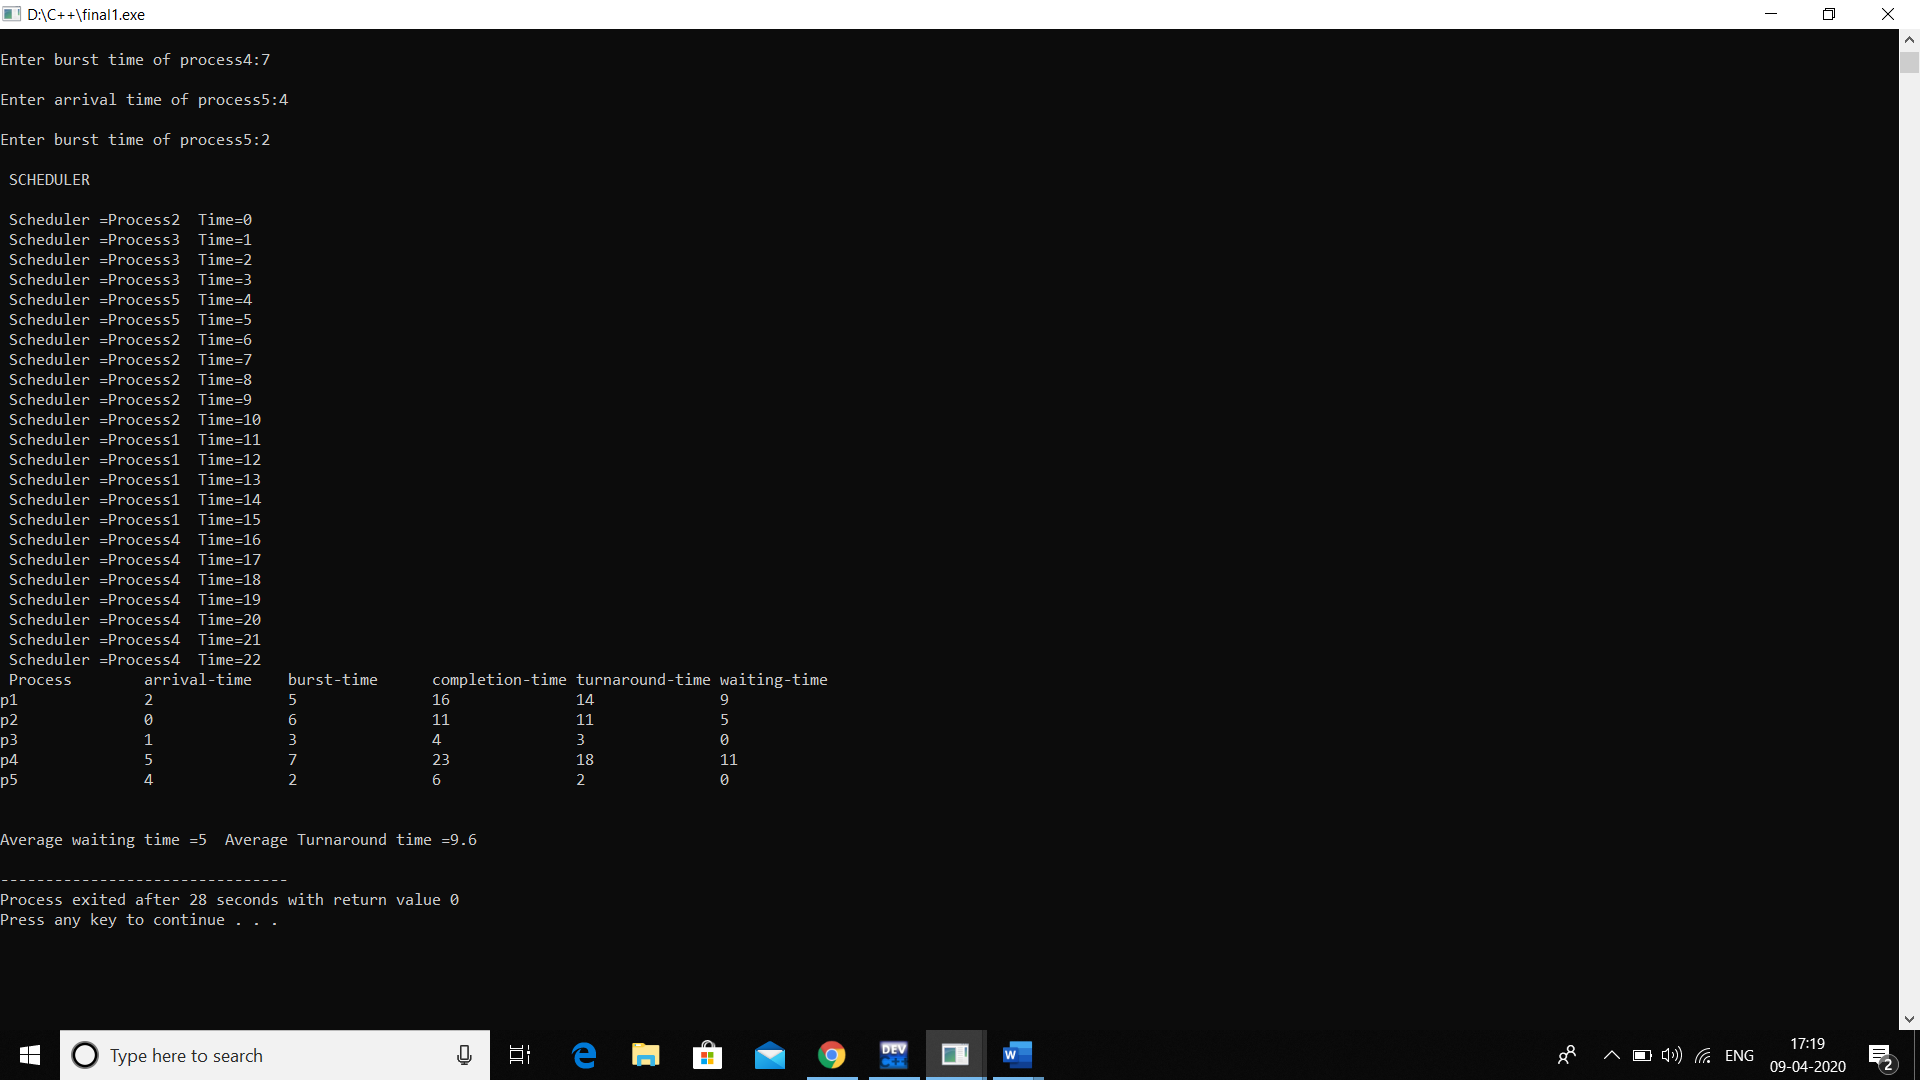 D:\C++\final1.exe
Enter burst time of process4:7
Enter arrival time of process5:4
Enter burst time of process5:2
SCHEDULER
Scheduler =Process2  Time=0
Scheduler =Process3  Time=1
Scheduler =Process3  Time=2
Scheduler =Process3  Time=3
Scheduler =Process5  Time=4
Scheduler =Process5  Time=5
Scheduler =Process2  Time=6
Scheduler =Process2  Time=7
Scheduler =Process2  Time=8
Scheduler =Process2  Time=9
Scheduler =Process2  Time=10
Scheduler =Process1  Time=11
Scheduler =Process1  Time=12
Scheduler =Process1  Time=13
Scheduler =Process1  Time=14
Scheduler =Process1  Time=15
Scheduler =Process4  Time=16
Scheduler =Process4  Time=17
Scheduler =Process4  Time=18
Scheduler =Process4  Time=19
Scheduler =Process4  Time=20
Scheduler =Process4  Time=21
Scheduler =Process4  Time=22
Process arrival-time burst-time completion-time turnaround-time waiting-time
p1 2 5 16 14 9
p2 0 6 11 11 5
p3 1 3 4 3 0
p4 5 7 23 18 11
p5 4 2 6 2 0
Average waiting time =5  Average Turnaround time =9.6
--------------------------------
Process exited after 28 seconds with return value 0
Press any key to continue . . .
Type here to search
DEV C++
W
ENG
17:19
09-04-2020
2